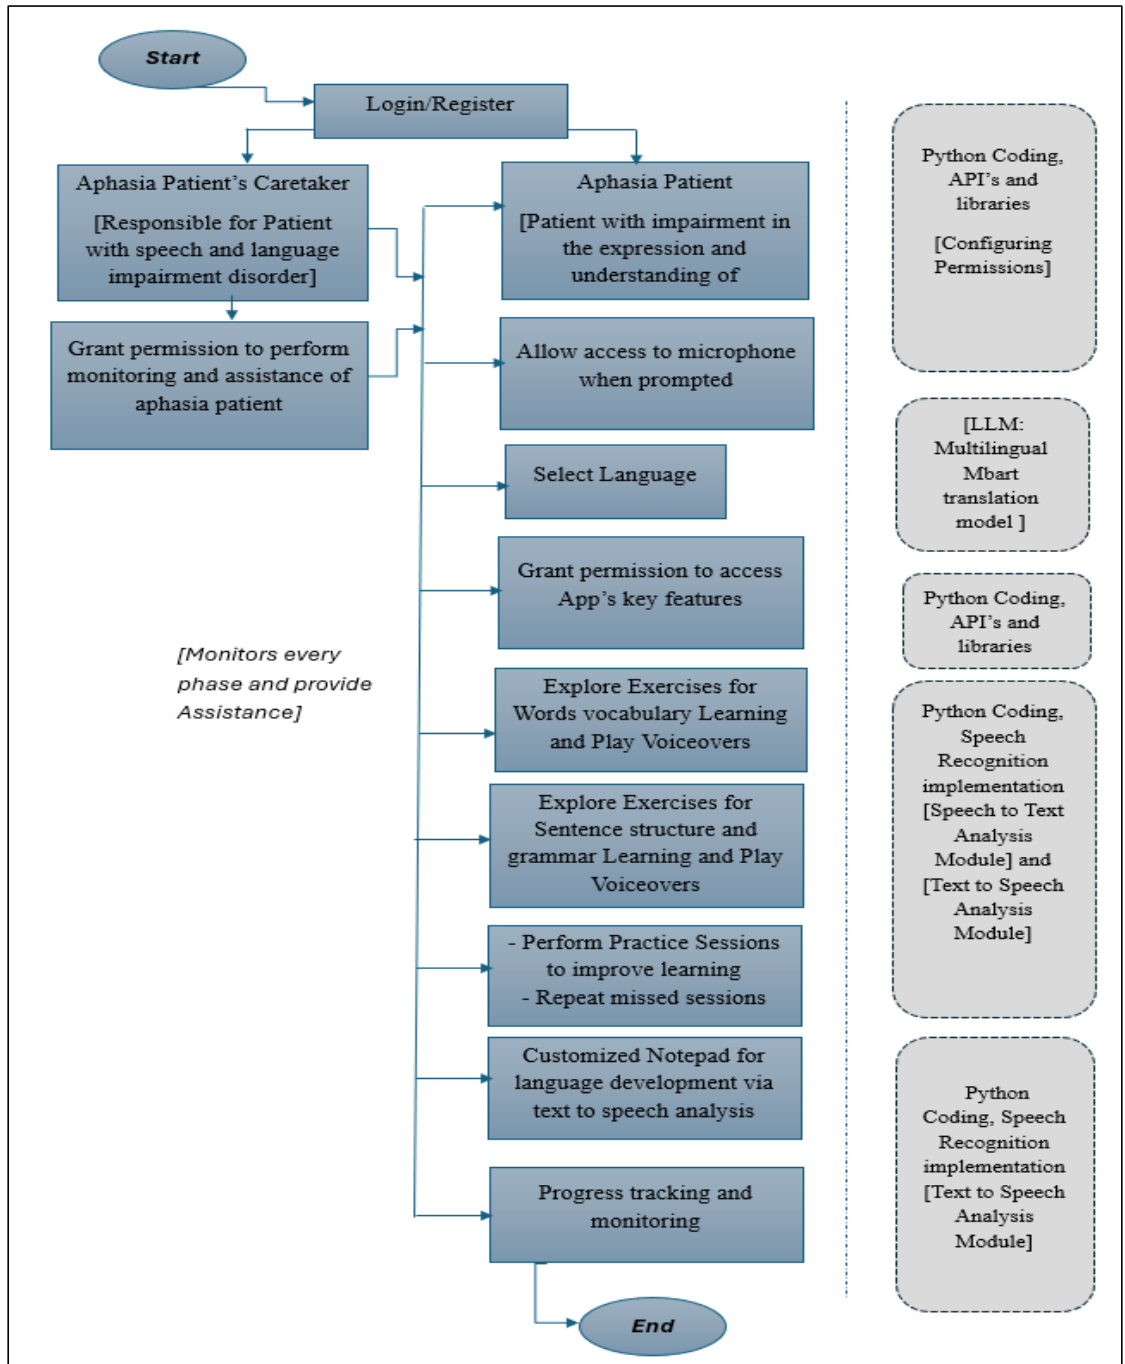 Start
Login/Register
Aphasia Patient's Caretaker
[Responsible for Patient
with speech and language
impairment disorder]
Grant permission to perform
monitoring and assistance of
aphasia patient
[Monitors every
phase and provide
Assistance]
Aphasia Patient
[Patient with impairment in
the expression and
understanding of
Allow access to microphone
when prompted
Select Language
Grant permission to access
App's key features
Explore Exercises for
Words vocabulary Learning
and Play Voiceovers
Explore Exercises for
Sentence structure and
grammar Learning and Play
Voiceovers
- Perform Practice Sessions
to improve learning
- Repeat missed sessions
Customized Notepad for
language development via
text to speech analysis
Progress tracking and
monitoring
End
Python Coding,
API's and
libraries
[Configuring
Permissions]
[LLM:
Multilingual
Mbart
translation
model ]
Python Coding,
API's and
libraries
Python Coding,
Speech
Recognition
implementation
[Speech to Text
Analysis
Module] and
[Text to Speech
Analysis
Module]
Python
Coding, Speech
Recognition
implementation
[Text to Speech
Analysis
Module]